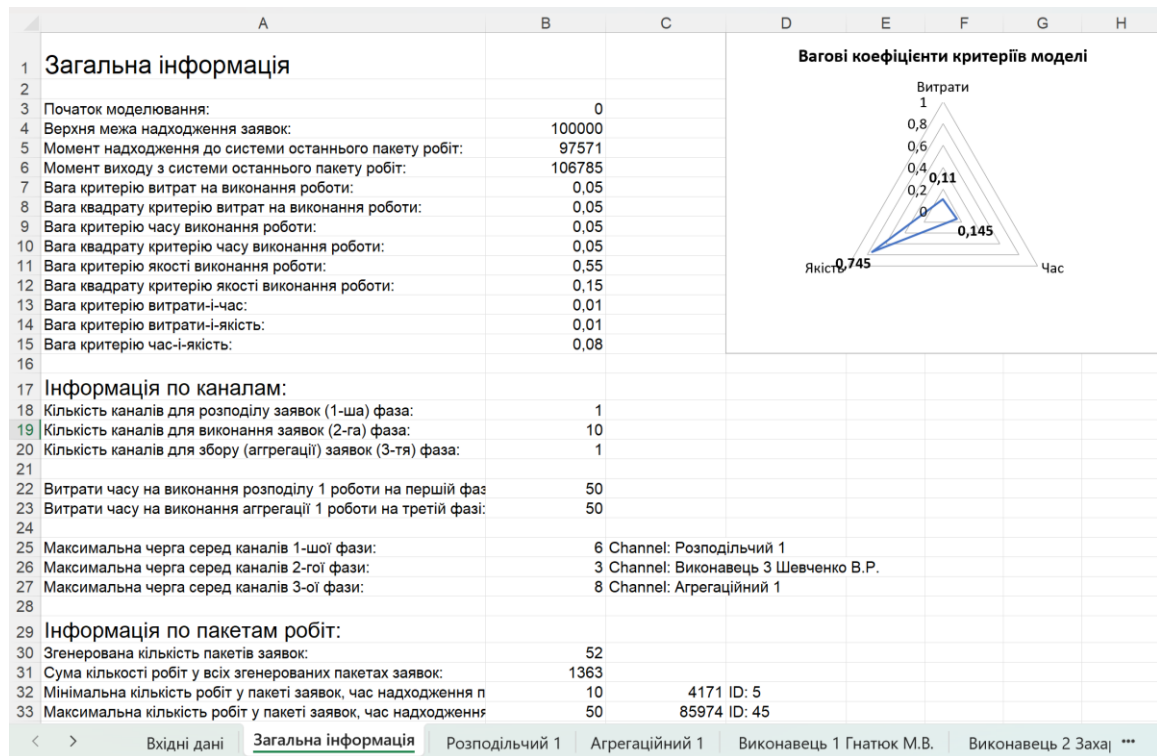 A B C D E F G H
1 Загальна інформація
2
3 Початок моделювання: 0
4 Верхня межа надходження заявок: 100000
5 Момент надходження до системи останнього пакету робіт: 97571
6 Момент виходу з системи останнього пакету робіт: 106785
7 Вага критерію витрат на виконання роботи: 0,05
8 Вага квадрату критерію витрат на виконання роботи: 0,05
9 Вага критерію часу виконання роботи: 0,05
10 Вага квадрату критерію часу виконання роботи: 0,05
11 Вага критерію якості виконання роботи: 0,55
12 Вага квадрату критерію якості виконання роботи: 0,15
13 Вага критерію витрати-і-час: 0,01
14 Вага критерію витрати-і-якість: 0,01
15 Вага критерію час-і-якість: 0,08
Вагові коефіцієнти критеріїв моделі
Витрати
1
0,8
0,6
0,4
0,11
0,2
0
0,145
0,745
Якість
Час
16
17 Інформація по каналам:
18 Кількість каналів для розподілу заявок (1-ша) фаза: 1
19 Кількість каналів для виконання заявок (2-га) фаза: 10
20 Кількість каналів для збору (аггрегації) заявок (3-тя) фаза: 1
21
22 Витрати часу на виконання розподілу 1 роботи на першій фаз 50
23 Витрати часу на виконання аггрегації 1 роботи на третій фазі: 50
24
25 Максимальна черга серед каналів 1-шої фази: 6 Channel: Розподільчий 1
26 Максимальна черга серед каналів 2-гої фази: 3 Channel: Виконавець 3 Шевченко В.Р.
27 Максимальна черга серед каналів 3-ої фази: 8 Channel: Агрегаційний 1
28
29 Інформація по пакетам робіт:
30 Згенерована кількість пакетів заявок: 52
31 Сума кількості робіт у всіх згенерованих пакетах заявок: 1363
32 Мінімальна кількість робіт у пакеті заявок, час надходження п 10 4171 ID: 5
33 Максимальна кількість робіт у пакеті заявок, час надходження 50 85974 ID: 45
Вхідні дані Загальна інформація Розподільчий 1 Агрегаційний 1 Виконавець 1 Гнатюк М.В. Виконавець 2 Захар ...